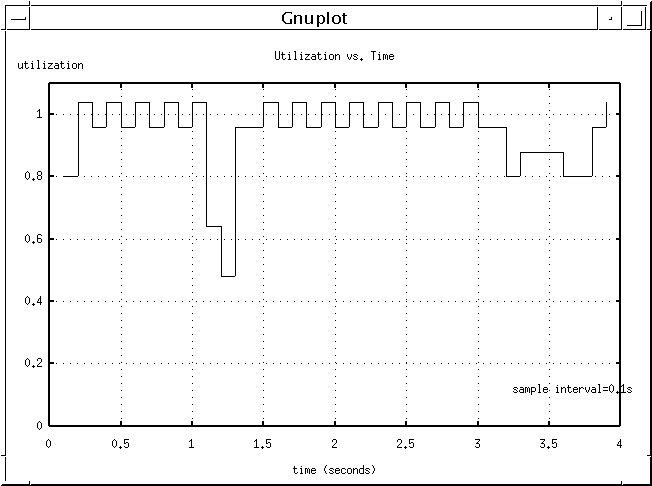 Gnuplot
Utilization vs. Time
utilization
1
0.8
0.6
0.4
0.2
0
sample interval=0.1s
0 0.5 1 1.5 2 2.5 3 3.5 4
time (seconds)